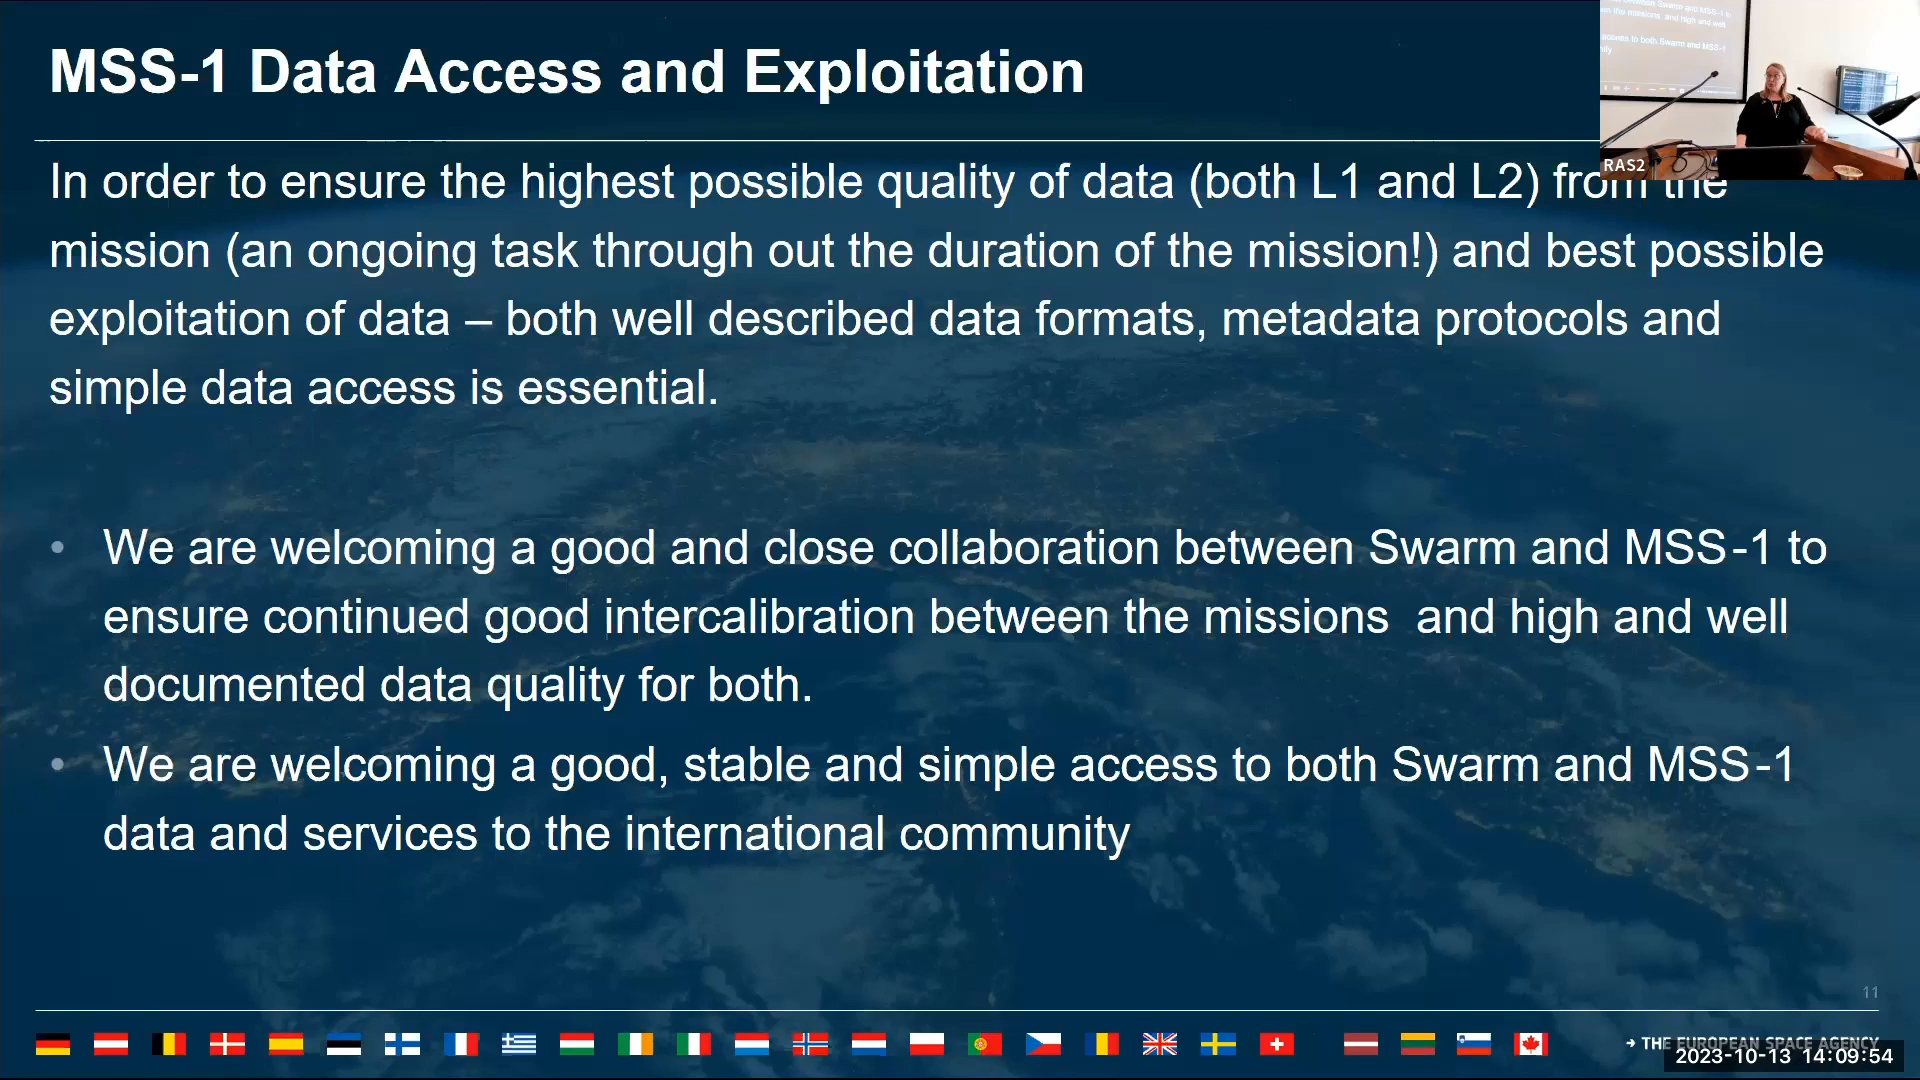 MSS-1 Data Access and Exploitation
In order to ensure the highest possible quality of data (both L1 and L2) from the
mission (an ongoing task through out the duration of the mission!) and best possible
exploitation of data – both well described data formats, metadata protocols and
simple data access is essential.
• We are welcoming a good and close collaboration between Swarm and MSS-1 to
ensure continued good intercalibration between the missions and high and well
documented data quality for both.
• We are welcoming a good, stable and simple access to both Swarm and MSS-1
data and services to the international community
RAS2
11
→ THE EUROPEAN SPACE AGENCY
2023-10-13 14:09:54